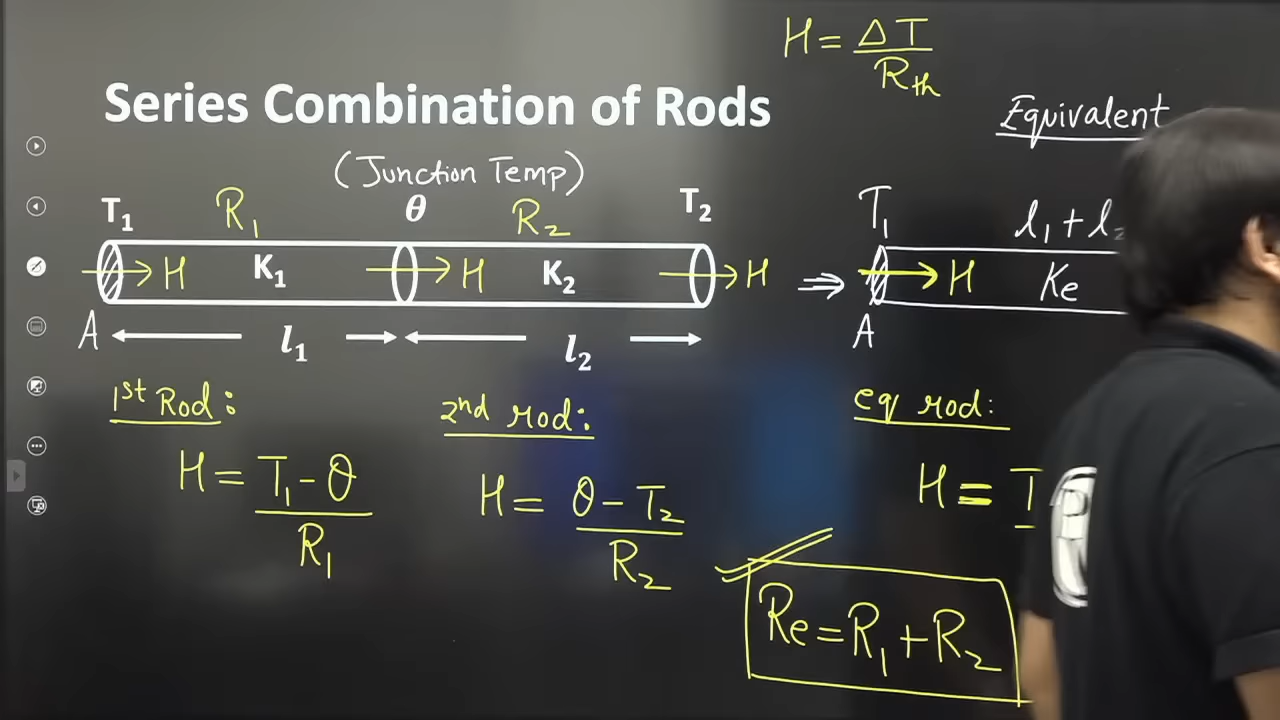 H = ΔT / R_th
Series Combination of Rods
Equivalent
(Junction Temp)
T₁ R₁ θ R₂ T₂
H K₁ H K₂ H
A l₁ l₂
⇒
T₁ l₁ + l₂
H Ke
A
1st Rod:
H = T₁ - θ / R₁
2nd rod:
H = θ - T₂ / R₂
eq rod:
H = T
Re = R₁ + R₂